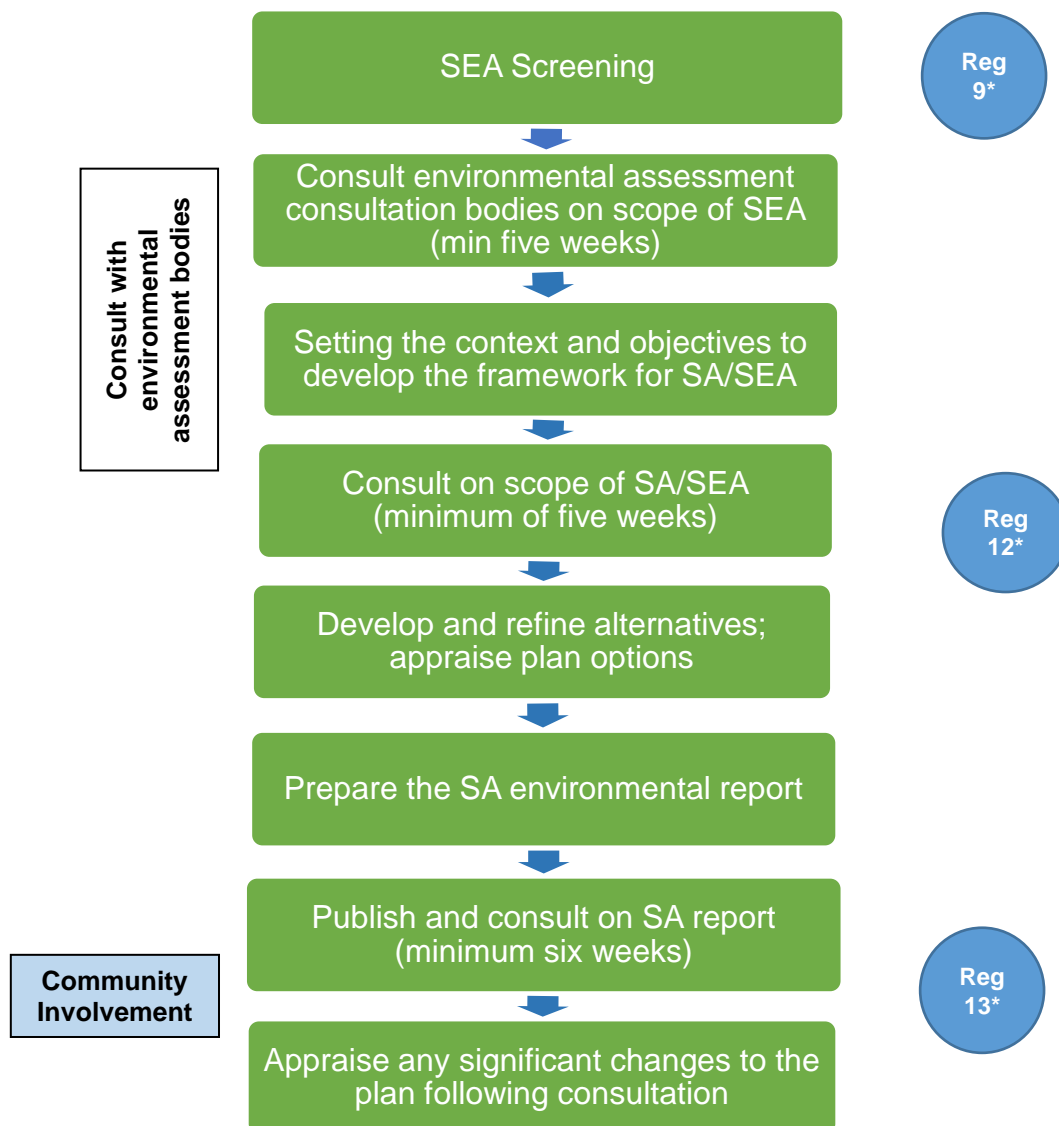 SEA Screening
Reg
9*
Consult with
environmental
assessment bodies
Consult environmental assessment
consultation bodies on scope of SEA
(min five weeks)
Setting the context and objectives to
develop the framework for SA/SEA
Consult on scope of SA/SEA
(minimum of five weeks)
Reg
12*
Develop and refine alternatives;
appraise plan options
Prepare the SA environmental report
Publish and consult on SA report
(minimum six weeks)
Community
Involvement
Reg
13*
Appraise any significant changes to the
plan following consultation